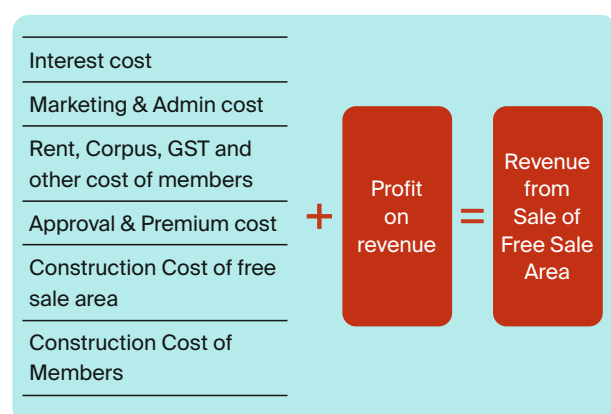 Interest cost
Marketing & Admin cost
Rent, Corpus, GST and
other cost of members
Approval & Premium cost
Construction Cost of free
sale area
Construction Cost of
Members
+
Profit
on
revenue
=
Revenue
from
Sale of
Free Sale
Area